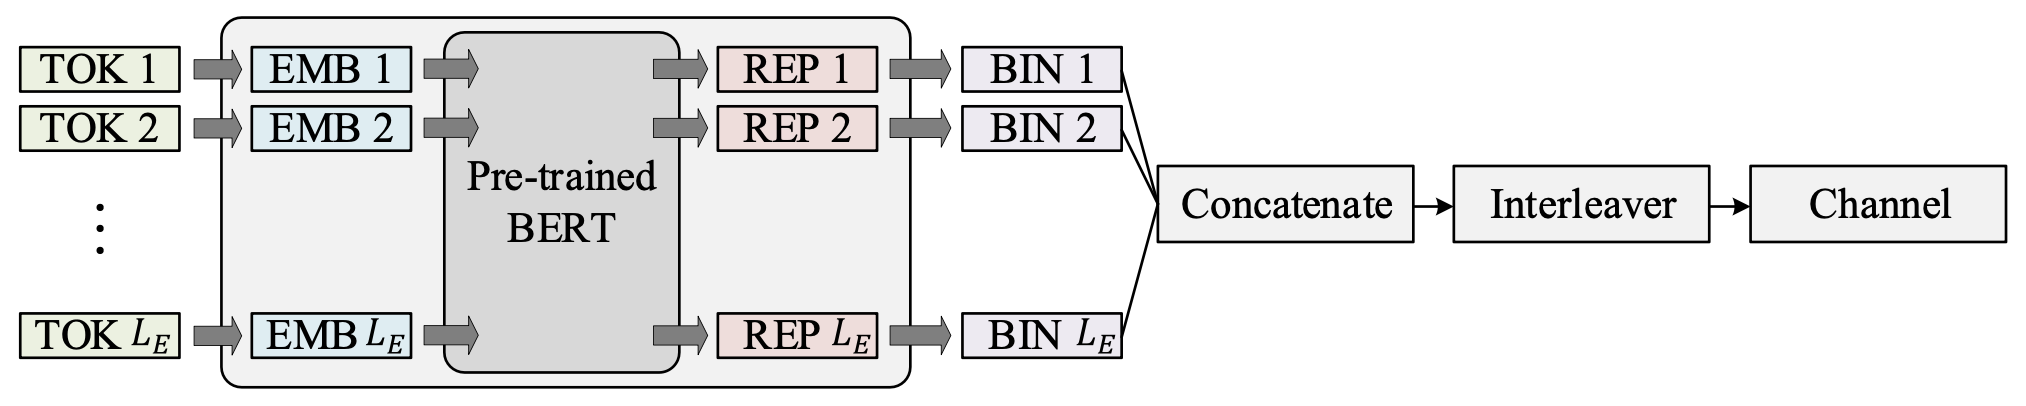 TOK 1 EMB 1 REP 1 BIN 1
TOK 2 EMB 2 REP 2 BIN 2
Pre-trained
BERT
Concatenate Interleaver Channel
⋮
TOK L_E EMB L_E REP L_E BIN L_E